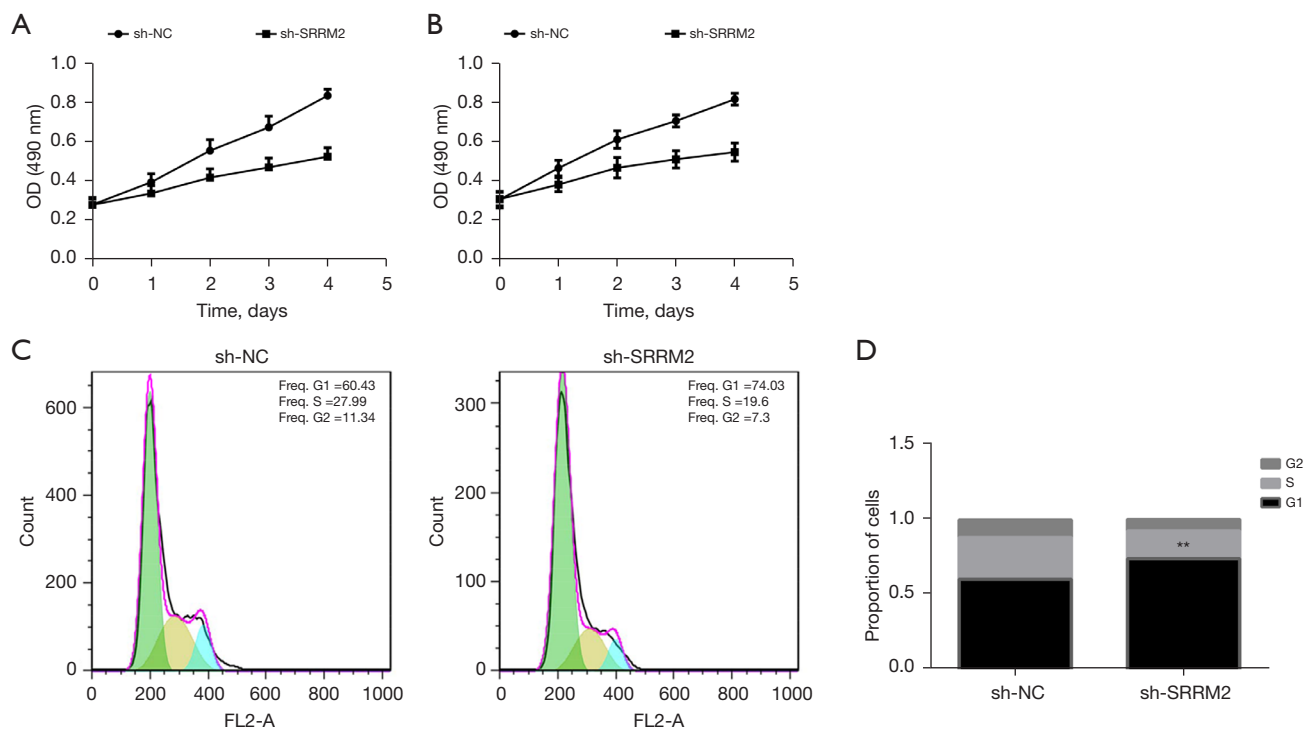 A
sh-NC
sh-SRRM2
1.0
0.8
0.6
0.4
0.2
0.0
OD (490 nm)
0 1 2 3 4 5
Time, days
B
sh-NC
sh-SRRM2
1.0
0.8
0.6
0.4
0.2
0.0
OD (490 nm)
0 1 2 3 4 5
Time, days
C
sh-NC
Freq. G1 =60.43
Freq. S =27.99
Freq. G2 =11.34
600
400
200
0
Count
0 200 400 600 800 1000
FL2-A
sh-SRRM2
Freq. G1 =74.03
Freq. S =19.6
Freq. G2 =7.3
300
200
100
0
Count
0 200 400 600 800 1000
FL2-A
D
1.5
1.0
0.5
0.0
Proportion of cells
**
sh-NC
sh-SRRM2
G2
S
G1